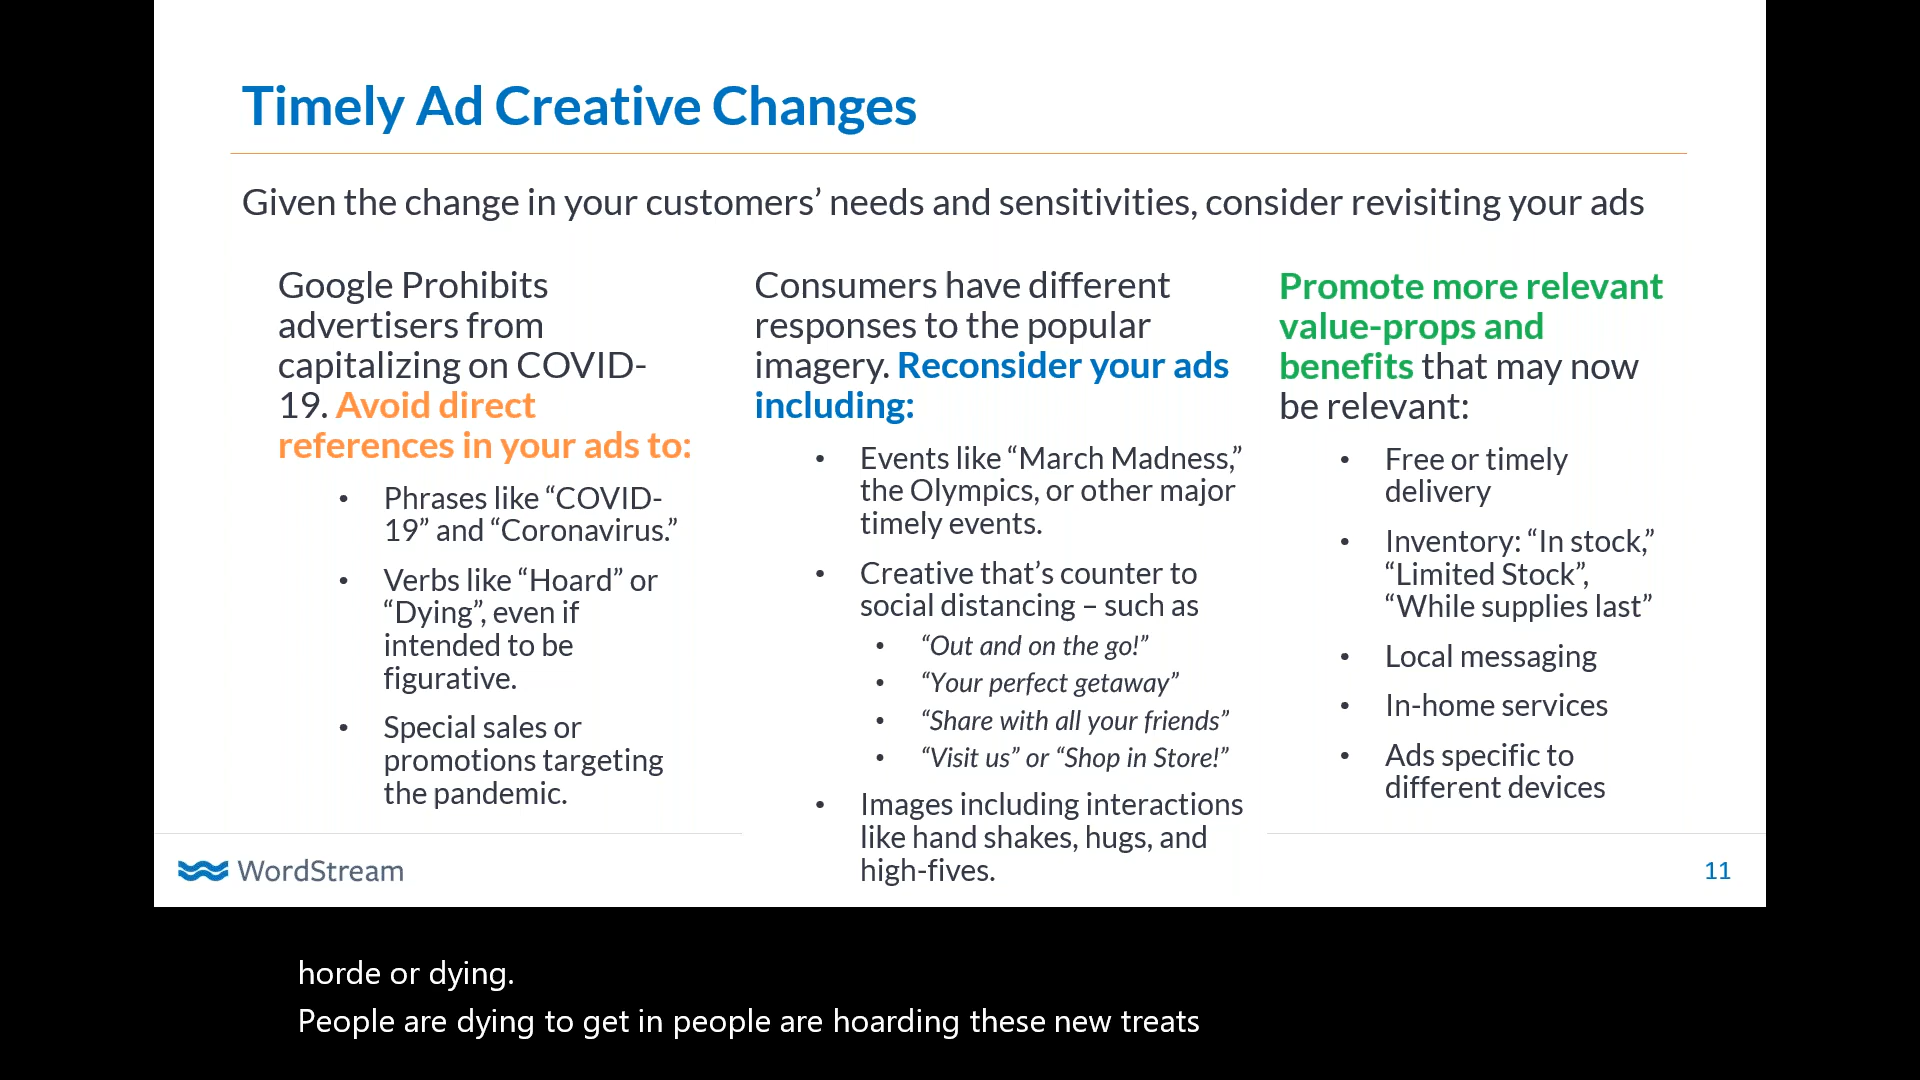 Timely Ad Creative Changes
Given the change in your customers’ needs and sensitivities, consider revisiting your ads
Google Prohibits
advertisers from
capitalizing on COVID-
19. Avoid direct
references in your ads to:
• Phrases like “COVID-
19” and “Coronavirus.”
• Verbs like “Hoard” or
“Dying”, even if
intended to be
figurative.
• Special sales or
promotions targeting
the pandemic.
Consumers have different
responses to the popular
imagery. Reconsider your ads
including:
• Events like “March Madness,”
the Olympics, or other major
timely events.
• Creative that’s counter to
social distancing – such as
• “Out and on the go!”
• “Your perfect getaway”
• “Share with all your friends”
• “Visit us” or “Shop in Store!”
• Images including interactions
like hand shakes, hugs, and
high-fives.
Promote more relevant
value-props and
benefits that may now
be relevant:
• Free or timely
delivery
• Inventory: “In stock,”
“Limited Stock”,
“While supplies last”
• Local messaging
• In-home services
• Ads specific to
different devices
WordStream
11
horde or dying.
People are dying to get in people are hoarding these new treats